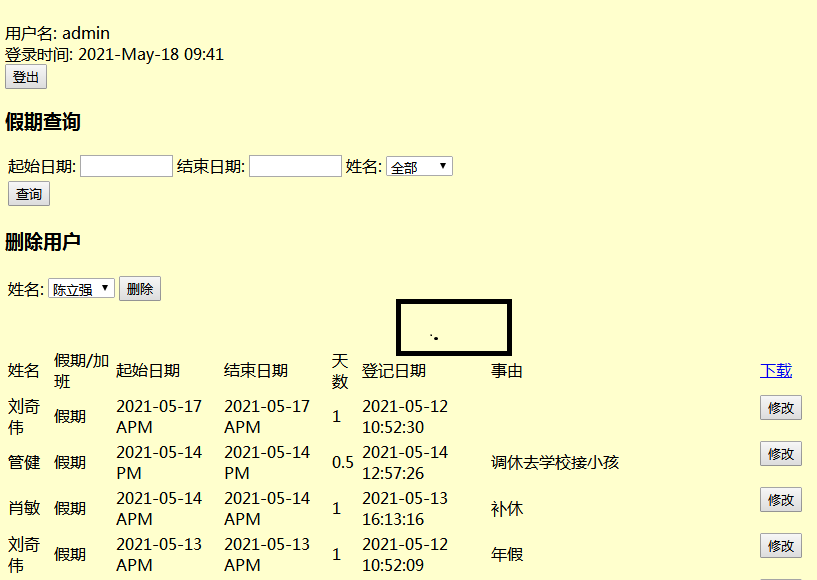 用户名: admin
登录时间: 2021-May-18 09:41
登出
假期查询
起始日期: 结束日期: 姓名: 全部
查询
删除用户
姓名: 陈立强 删除
姓名 假期/加班 起始日期 结束日期 天数 登记日期 事由 下载
刘奇伟 假期 2021-05-17 APM 2021-05-17 APM 1 2021-05-12 10:52:30 修改
管健 假期 2021-05-14 PM 2021-05-14 PM 0.5 2021-05-14 12:57:26 调休去学校接小孩 修改
肖敏 假期 2021-05-14 APM 2021-05-14 APM 1 2021-05-13 16:13:16 补休 修改
刘奇伟 假期 2021-05-13 APM 2021-05-13 APM 1 2021-05-12 10:52:09 年假 修改